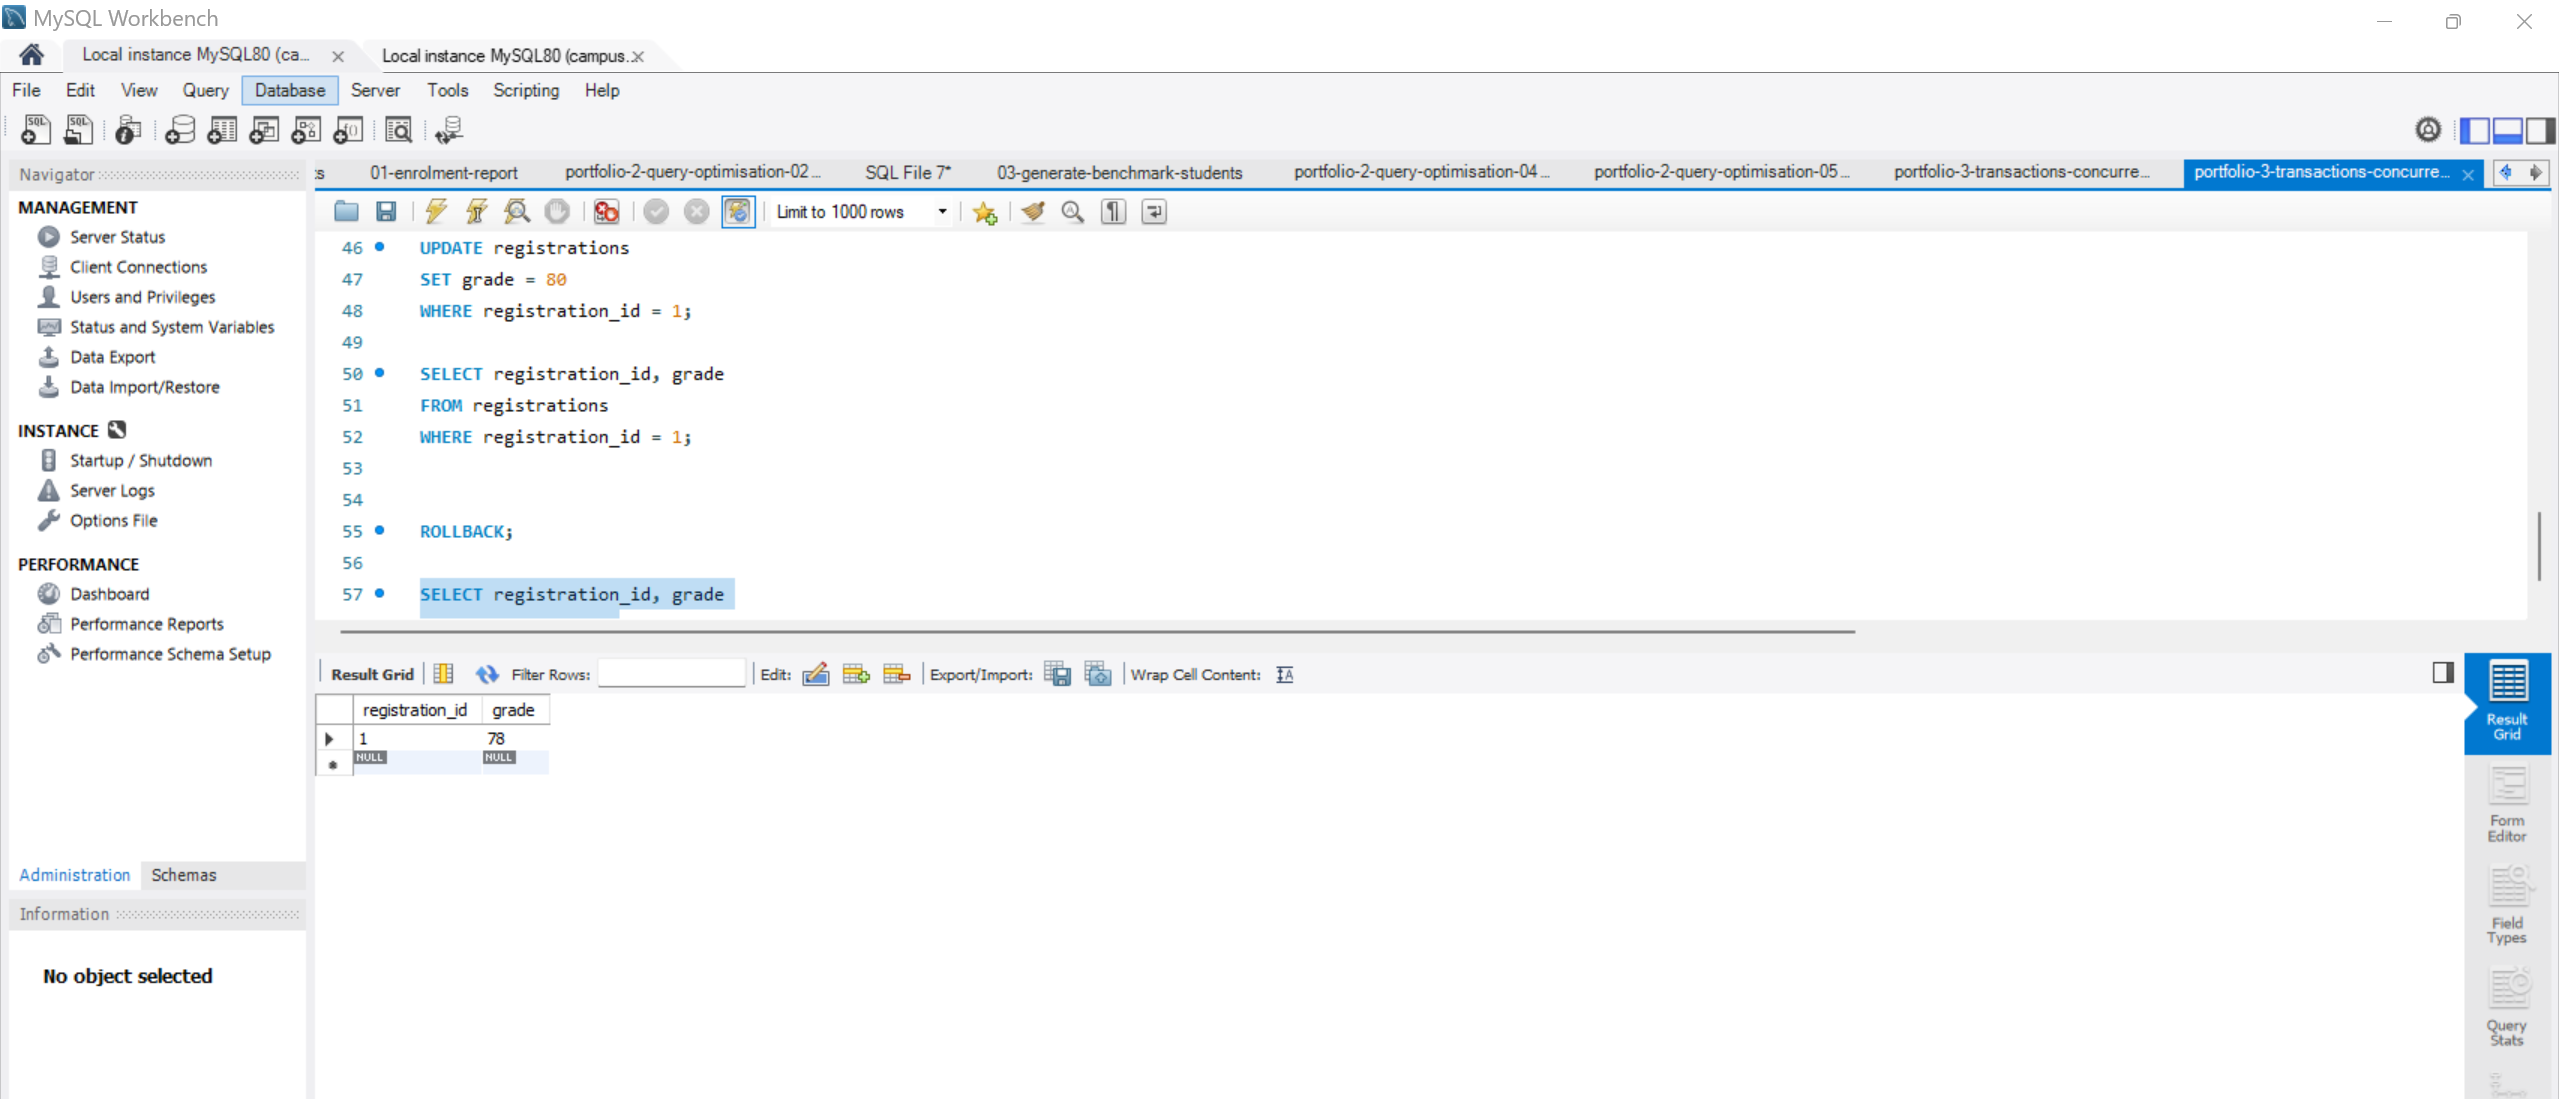 MySQL Workbench
Local instance MySQL80 (ca...
Local instance MySQL80 (campus...
File Edit View Query Database Server Tools Scripting Help
Navigator
s
01-enrolment-report
portfolio-2-query-optimisation-02...
SQL File 7*
03-generate-benchmark-students
portfolio-2-query-optimisation-04...
portfolio-2-query-optimisation-05...
portfolio-3-transactions-concurre...
portfolio-3-transactions-concurre...
MANAGEMENT
Server Status
Client Connections
Users and Privileges
Status and System Variables
Data Export
Data Import/Restore
INSTANCE
Startup / Shutdown
Server Logs
Options File
PERFORMANCE
Dashboard
Performance Reports
Performance Schema Setup
Administration Schemas
Information
No object selected
Limit to 1000 rows
46 UPDATE registrations
47 SET grade = 80
48 WHERE registration_id = 1;
49
50 SELECT registration_id, grade
51 FROM registrations
52 WHERE registration_id = 1;
53
54
55 ROLLBACK;
56
57 SELECT registration_id, grade
Result Grid Filter Rows: Edit: Export/Import: Wrap Cell Content:
registration_id grade
1 78
NULL NULL
Result Grid
Form Editor
Field Types
Query Stats